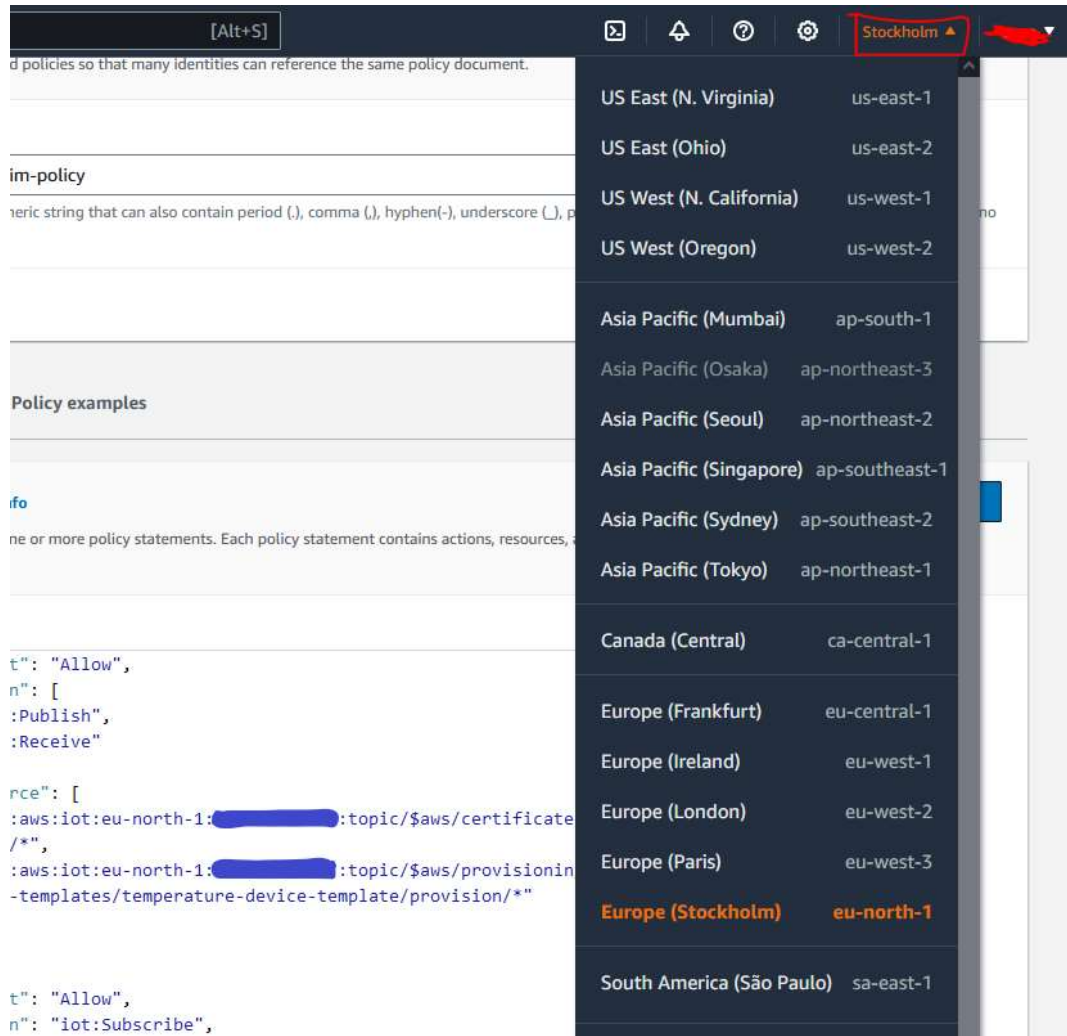 [Alt+S]
Stockholm
d policies so that many identities can reference the same policy document.
im-policy
neric string that can also contain period (.), comma (,), hyphen(-), underscore (_), p
no
Policy examples
nfo
ne or more policy statements. Each policy statement contains actions, resources, a
t": "Allow",
n": [
:Publish",
:Receive"
rce": [
:aws:iot:eu-north-1: :topic/$aws/certificate
/*",
:aws:iot:eu-north-1: :topic/$aws/provisionin
-templates/temperature-device-template/provision/*"
t": "Allow",
n": "iot:Subscribe",
US East (N. Virginia) us-east-1
US East (Ohio) us-east-2
US West (N. California) us-west-1
US West (Oregon) us-west-2
Asia Pacific (Mumbai) ap-south-1
Asia Pacific (Osaka) ap-northeast-3
Asia Pacific (Seoul) ap-northeast-2
Asia Pacific (Singapore) ap-southeast-1
Asia Pacific (Sydney) ap-southeast-2
Asia Pacific (Tokyo) ap-northeast-1
Canada (Central) ca-central-1
Europe (Frankfurt) eu-central-1
Europe (Ireland) eu-west-1
Europe (London) eu-west-2
Europe (Paris) eu-west-3
Europe (Stockholm) eu-north-1
South America (São Paulo) sa-east-1